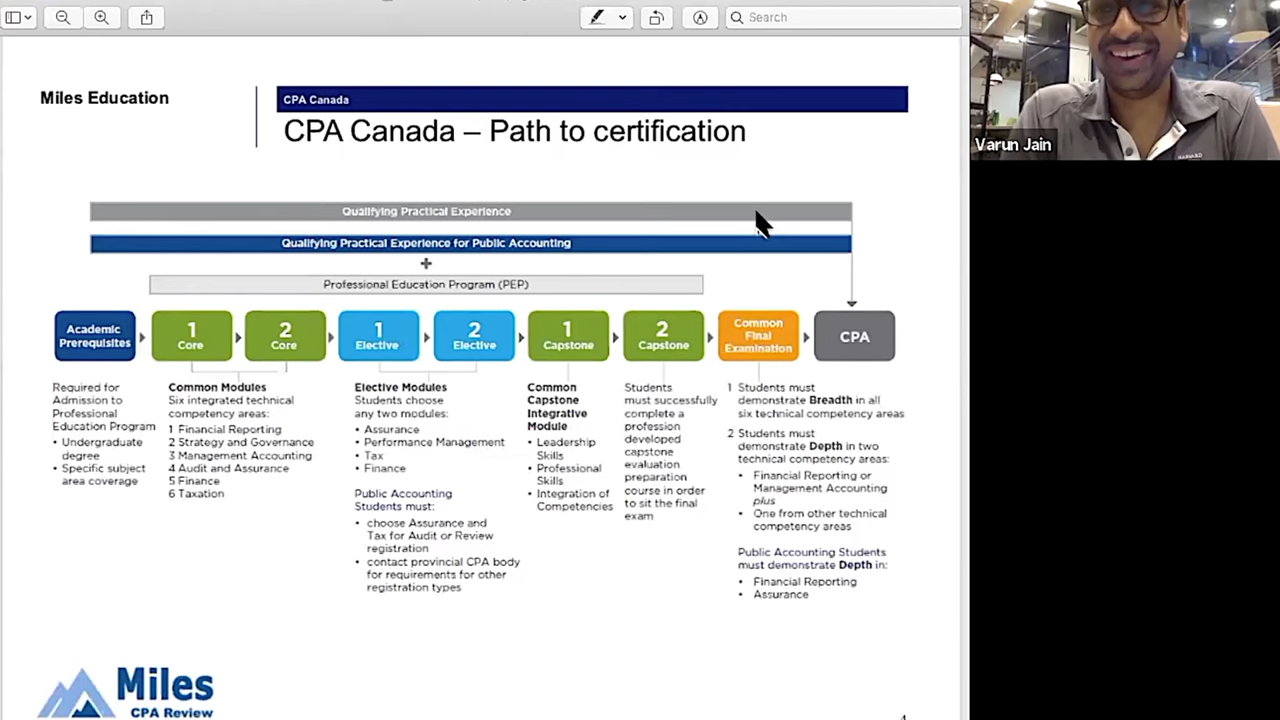 Search
Varun Jain
Miles Education
CPA Canada
CPA Canada – Path to certification
Qualifying Practical Experience
Qualifying Practical Experience for Public Accounting
+
Professional Education Program (PEP)
Academic
Prerequisites
1
Core
2
Core
1
Elective
2
Elective
1
Capstone
2
Capstone
Common
Final
Examination
CPA
Required for
Admission to
Professional
Education Program
• Undergraduate
degree
• Specific subject
area coverage
Common Modules
Six integrated technical
competency areas:
1 Financial Reporting
2 Strategy and Governance
3 Management Accounting
4 Audit and Assurance
5 Finance
6 Taxation
Elective Modules
Students choose
any two modules:
• Assurance
• Performance Management
• Tax
• Finance
Public Accounting
Students must:
• choose Assurance and
Tax for Audit or Review
registration
• contact provincial CPA body
for requirements for other
registration types
Common
Capstone
Integrative
Module
• Leadership
Skills
• Professional
Skills
• Integration of
Competencies
Students
must successfully
complete a
profession
developed
capstone
evaluation
preparation
course in order
to sit the final
exam
1 Students must
demonstrate Breadth in all
six technical competency areas
2 Students must
demonstrate Depth in two
technical competency areas:
• Financial Reporting or
Management Accounting
plus
• One from other technical
competency areas
Public Accounting Students
must demonstrate Depth in:
• Financial Reporting
• Assurance
Miles
CPA Review
HARVARD